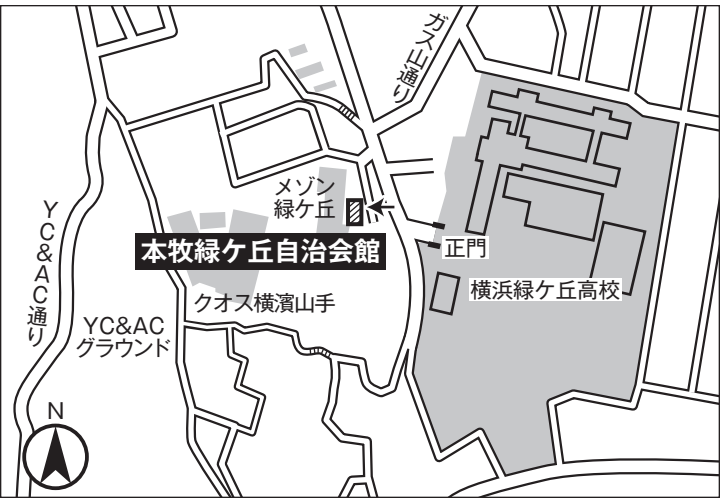 ガス山通り
メゾン
緑ケ丘
本牧緑ケ丘自治会館
正門
横浜緑ケ丘高校
クオス横濱山手
YC&AC通り
YC&AC
グラウンド
N